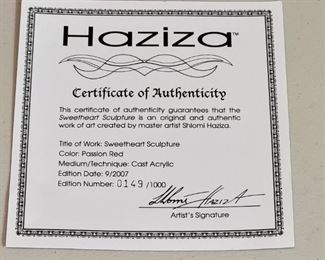 Haziza™
Certificate of Authenticity
This certificate of authenticity guarantees that the
Sweetheart Sculpture is an original and authentic
work of art created by master artist Shlomi Haziza.
Title of Work: Sweetheart Sculpture
Color: Passion Red
Medium/Technique: Cast Acrylic
Edition Date: 9/2007
Edition Number: 0149 /1000
Shlomi Haziza
Artist's Signature